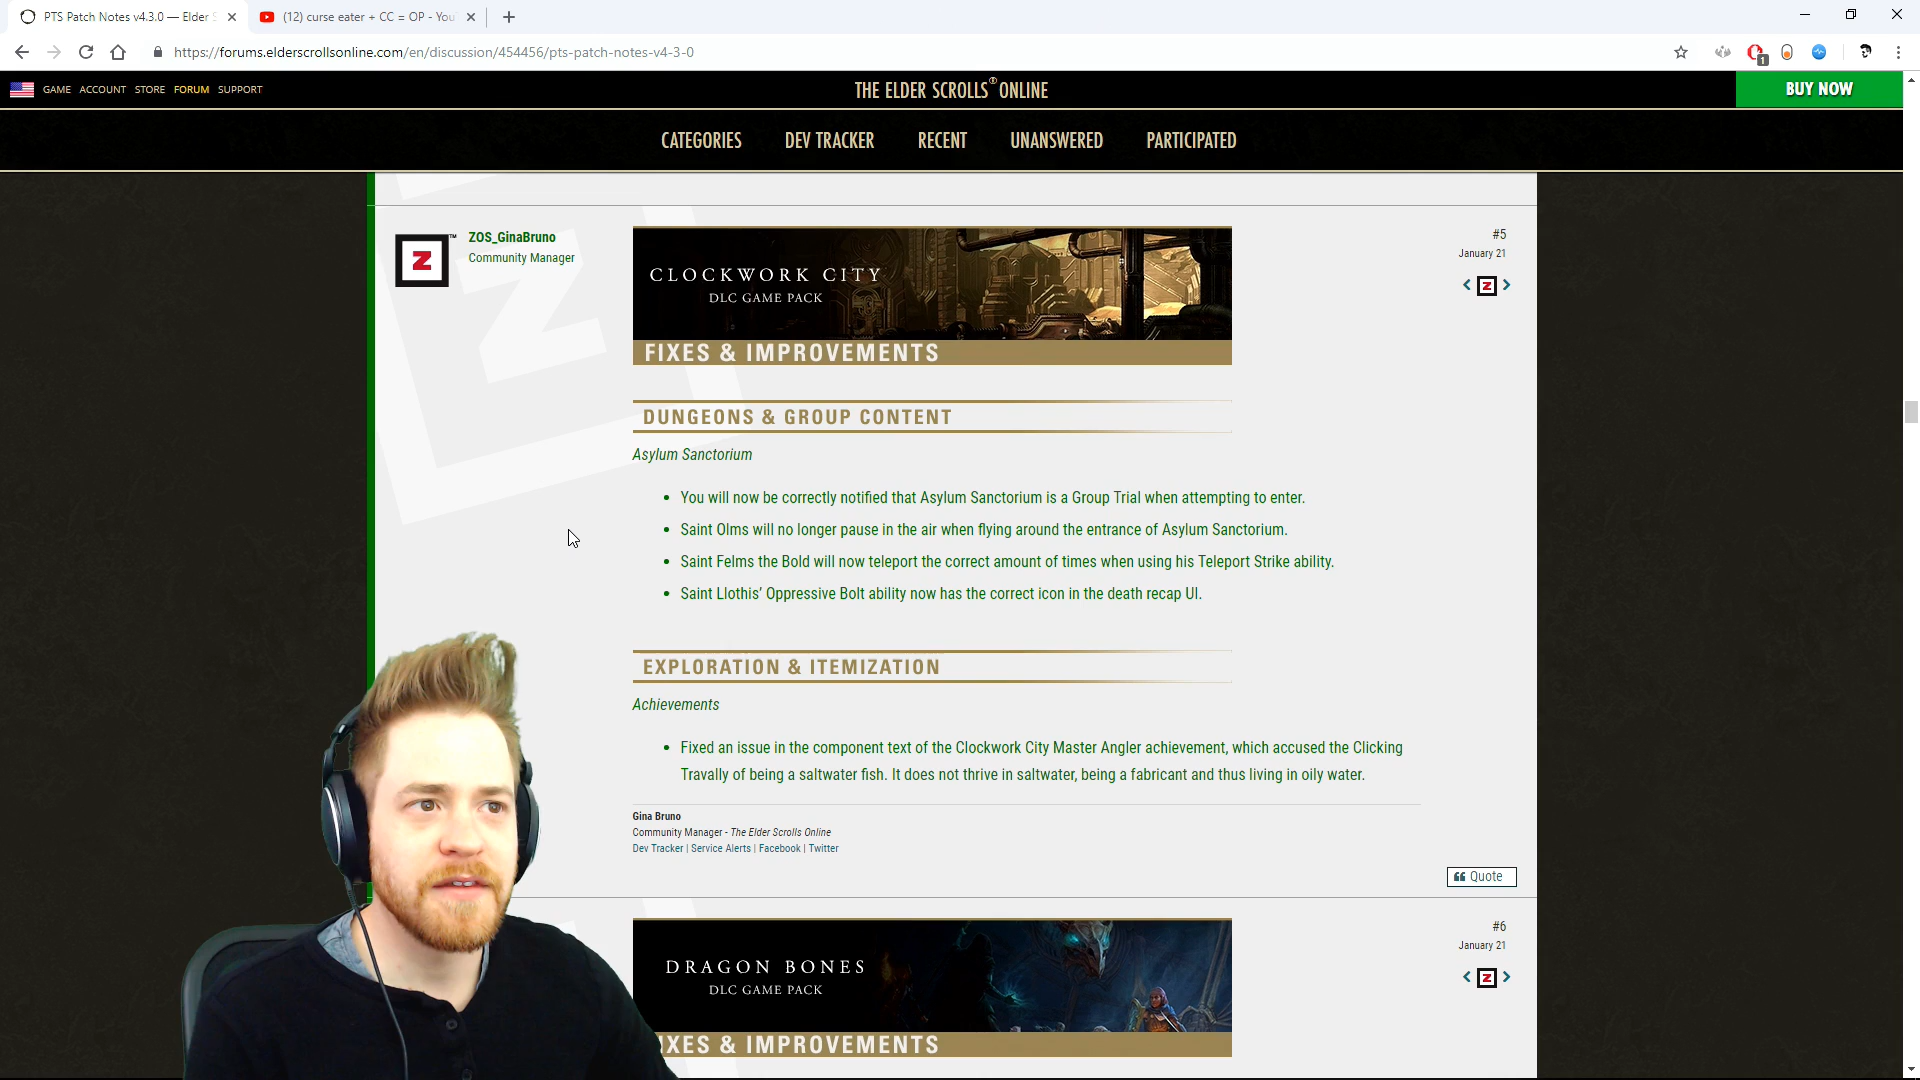 PTS Patch Notes v4.3.0 — Elder S
(12) curse eater + CC = OP - You
https://forums.elderscrollsonline.com/en/discussion/454456/pts-patch-notes-v4-3-0
1
GAME ACCOUNT STORE FORUM SUPPORT
THE ELDER SCROLLS ONLINE
BUY NOW
CATEGORIES DEV TRACKER RECENT UNANSWERED PARTICIPATED
Z™
ZOS_GinaBruno
Community Manager
CLOCKWORK CITY
DLC GAME PACK
FIXES & IMPROVEMENTS
#5
January 21
< Z >
DUNGEONS & GROUP CONTENT
Asylum Sanctorium
• You will now be correctly notified that Asylum Sanctorium is a Group Trial when attempting to enter.
• Saint Olms will no longer pause in the air when flying around the entrance of Asylum Sanctorium.
• Saint Felms the Bold will now teleport the correct amount of times when using his Teleport Strike ability.
• Saint Llothis’ Oppressive Bolt ability now has the correct icon in the death recap UI.
EXPLORATION & ITEMIZATION
Achievements
• Fixed an issue in the component text of the Clockwork City Master Angler achievement, which accused the Clicking
Travally of being a saltwater fish. It does not thrive in saltwater, being a fabricant and thus living in oily water.
Gina Bruno
Community Manager - The Elder Scrolls Online
Dev Tracker | Service Alerts | Facebook | Twitter
Quote
DRAGON BONES
DLC GAME PACK
IXES & IMPROVEMENTS
#6
January 21
< Z >